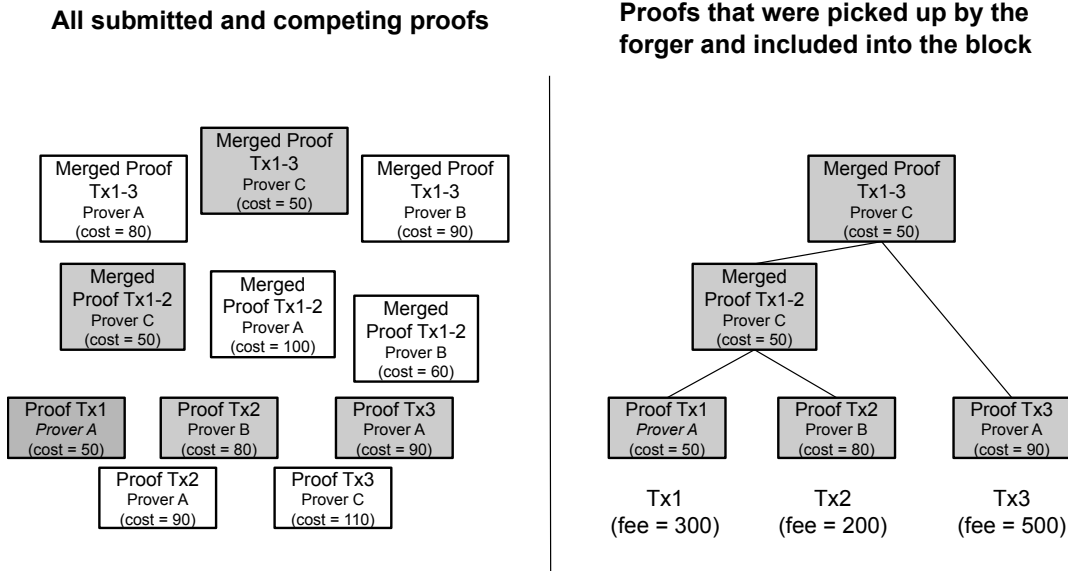 All submitted and competing proofs
Proofs that were picked up by the
forger and included into the block
Merged Proof
Tx1-3
Prover A
(cost = 80)
Merged Proof
Tx1-3
Prover C
(cost = 50)
Merged Proof
Tx1-3
Prover B
(cost = 90)
Merged
Proof Tx1-2
Prover C
(cost = 50)
Merged
Proof Tx1-2
Prover A
(cost = 100)
Merged
Proof Tx1-2
Prover B
(cost = 60)
Proof Tx1
Prover A
(cost = 50)
Proof Tx2
Prover B
(cost = 80)
Proof Tx3
Prover A
(cost = 90)
Proof Tx2
Prover A
(cost = 90)
Proof Tx3
Prover C
(cost = 110)
Merged Proof
Tx1-3
Prover C
(cost = 50)
Merged
Proof Tx1-2
Prover C
(cost = 50)
Proof Tx1
Prover A
(cost = 50)
Proof Tx2
Prover B
(cost = 80)
Proof Tx3
Prover A
(cost = 90)
Tx1
(fee = 300)
Tx2
(fee = 200)
Tx3
(fee = 500)